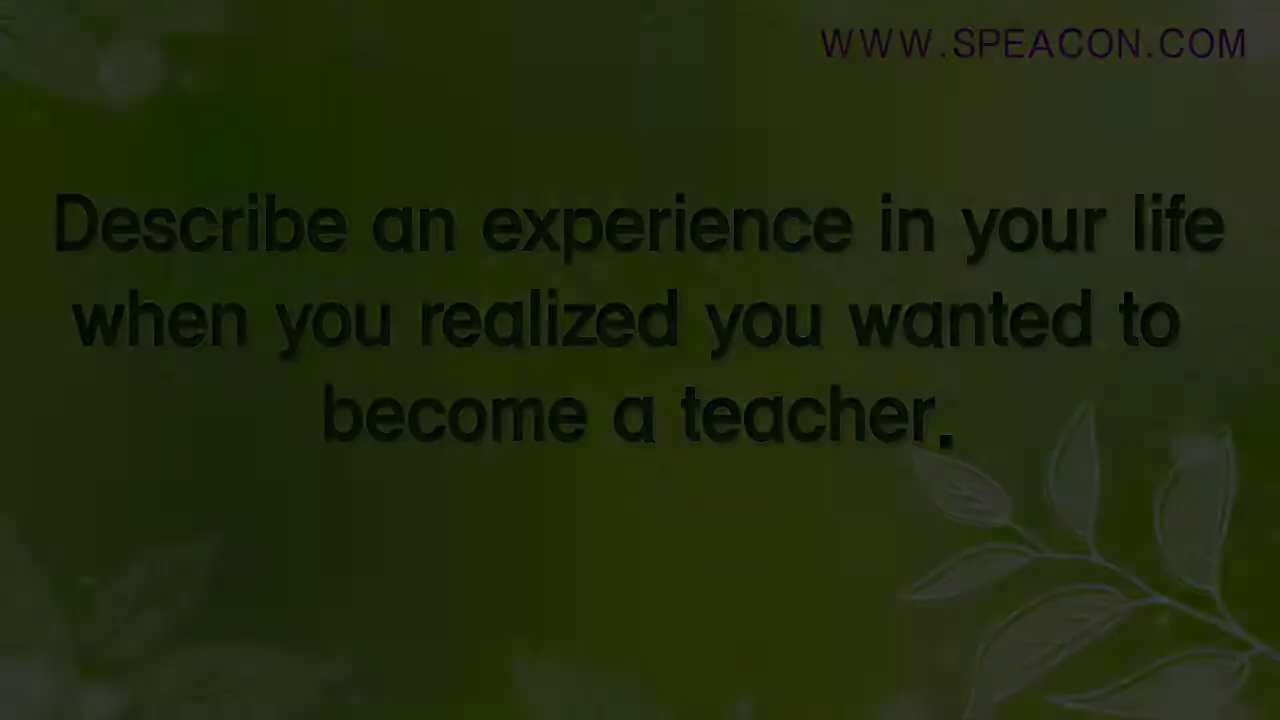 WWW.SPEACON.COM
Describe an experience in your life
when you realized you wanted to
become a teacher.